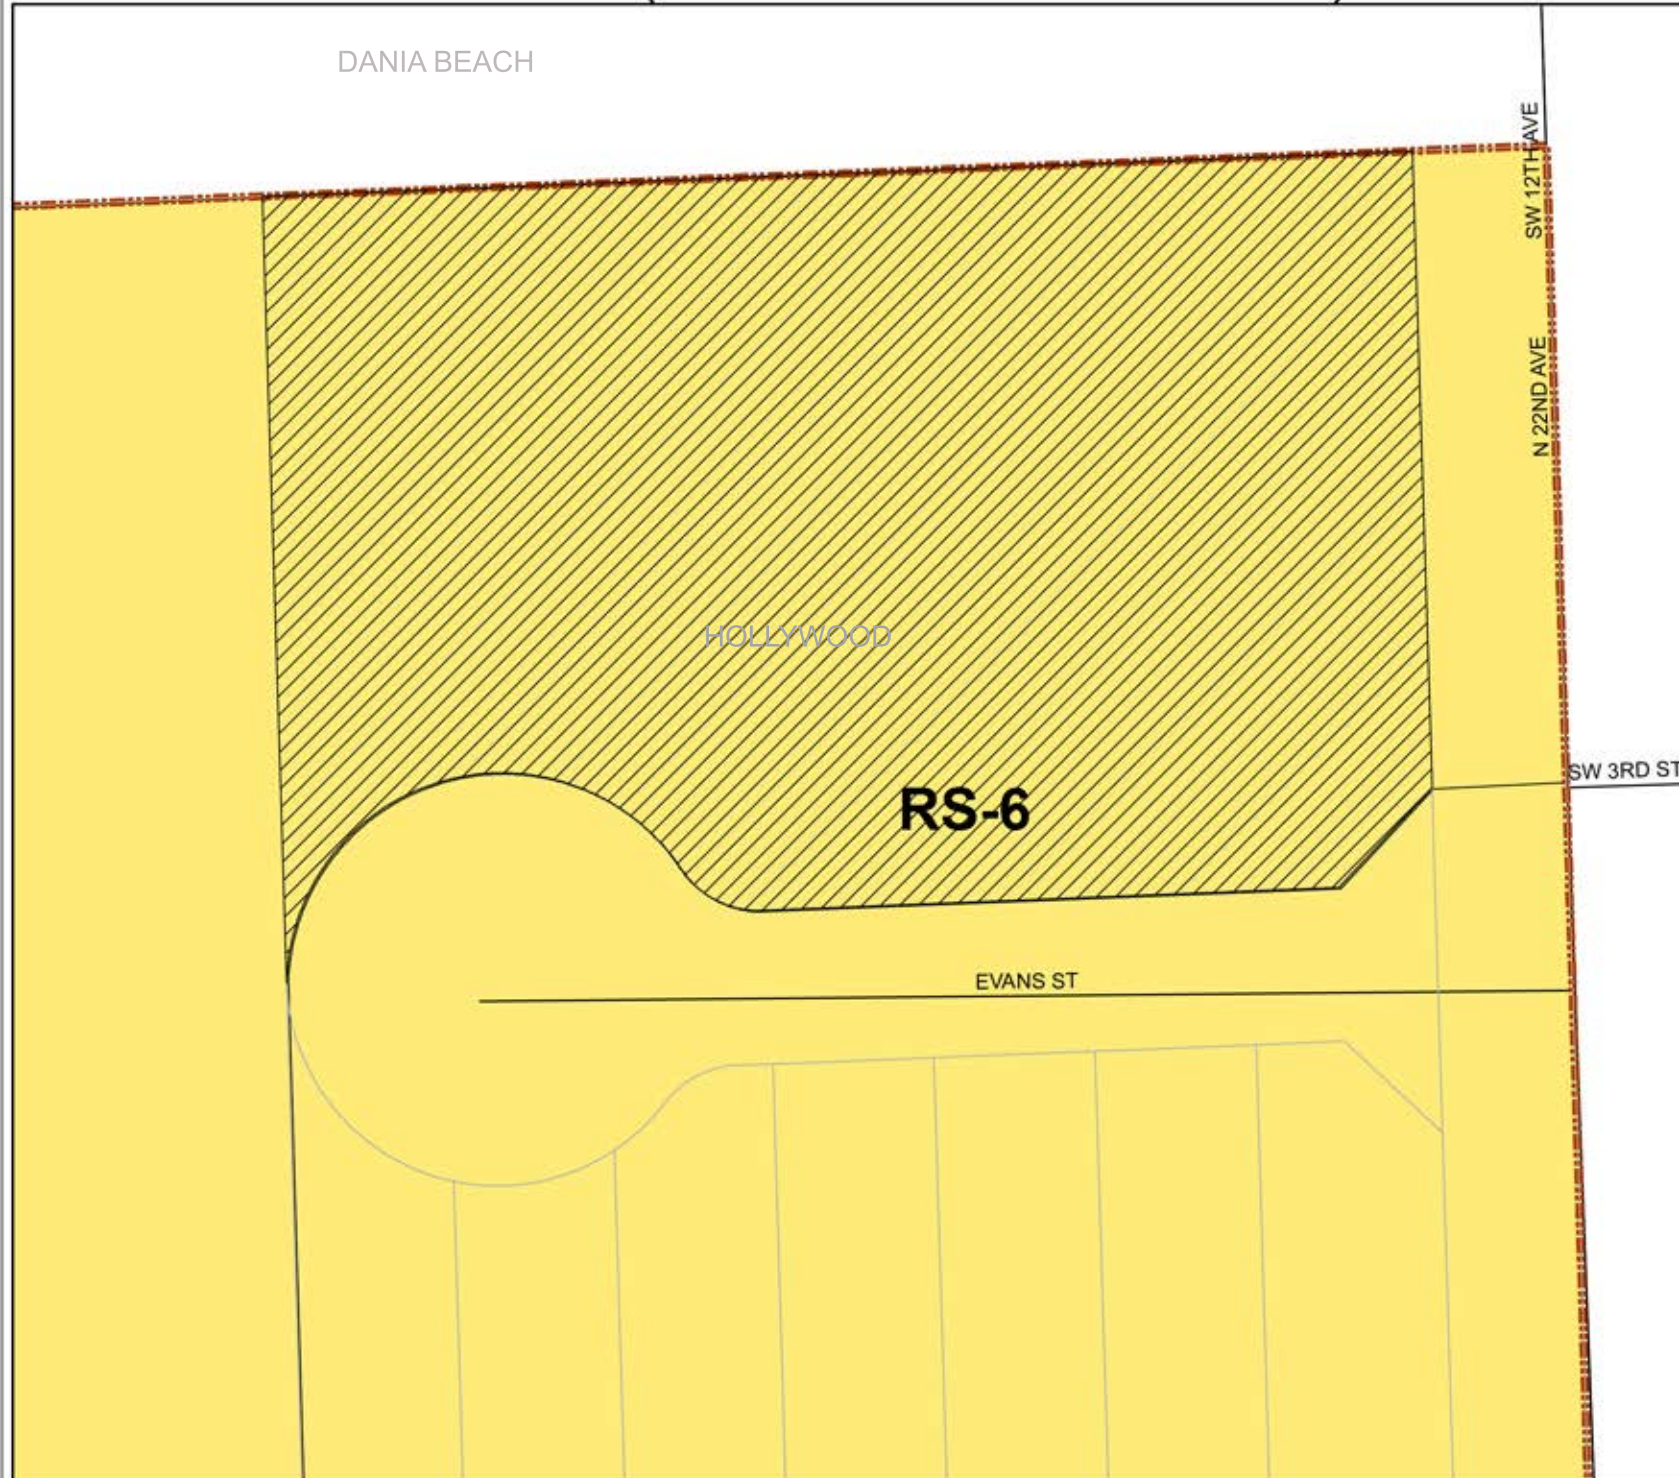 DANIA BEACH
SW 12TH AVE
N 22ND AVE
HOLLYWOOD
SW 3RD ST
RS-6
EVANS ST